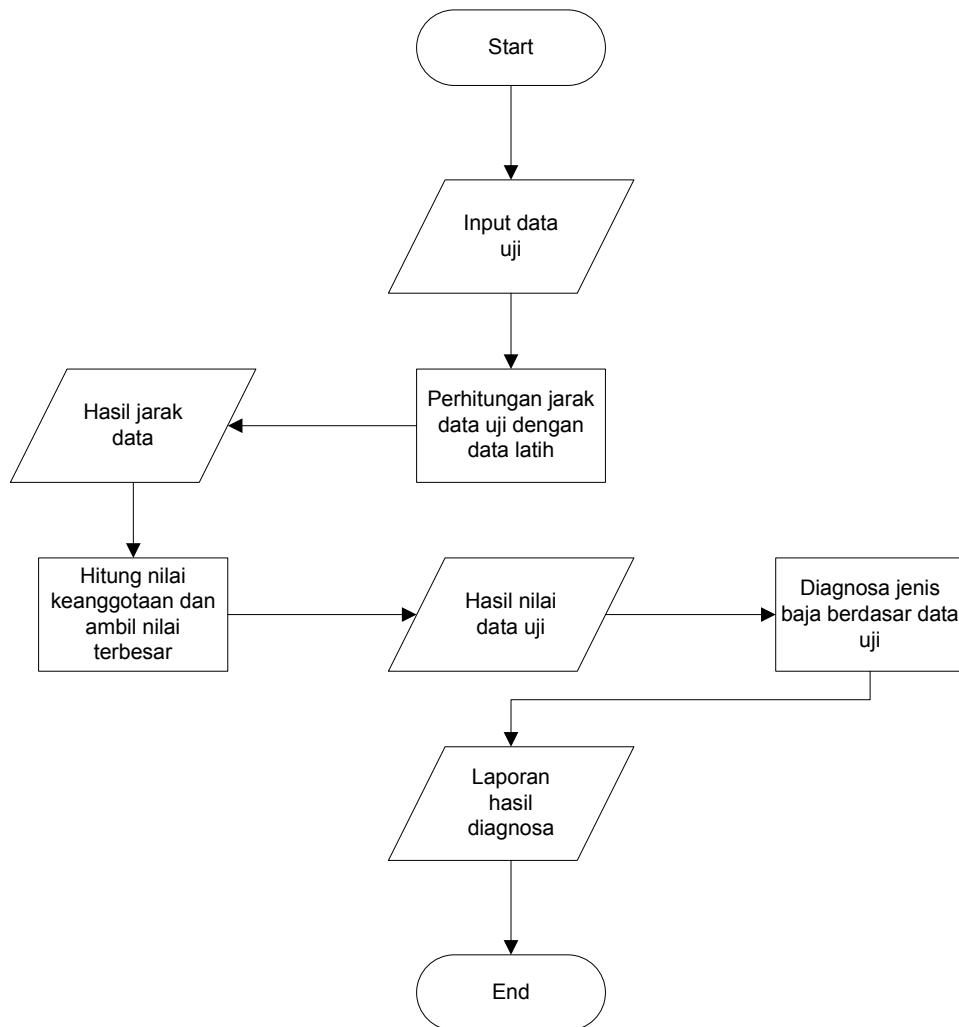 Start
Input data
uji
Perhitungan jarak
data uji dengan
data latih
Hasil jarak
data
Hitung nilai
keanggotaan dan
ambil nilai
terbesar
Hasil nilai
data uji
Diagnosa jenis
baja berdasar data
uji
Laporan
hasil
diagnosa
End